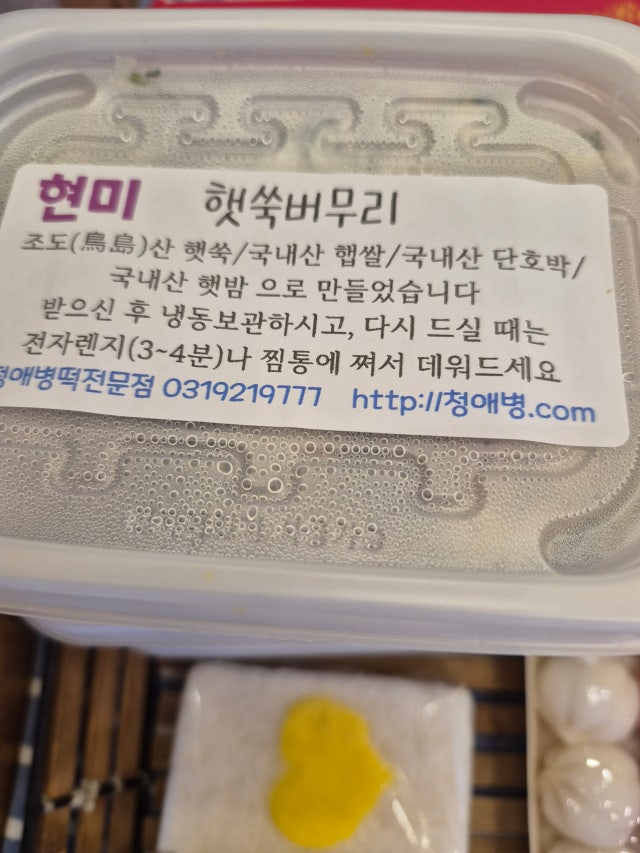 현미 햇쑥버무리
조도(鳥島)산 햇쑥/국내산 햅쌀/국내산 단호박/
국내산 햇밤 으로 만들었습니다
받으신 후 냉동보관하시고, 다시 드실 때는
전자렌지(3~4분)나 찜통에 쪄서 데워드세요
청애병떡전문점 0319219777 http://청애병.com